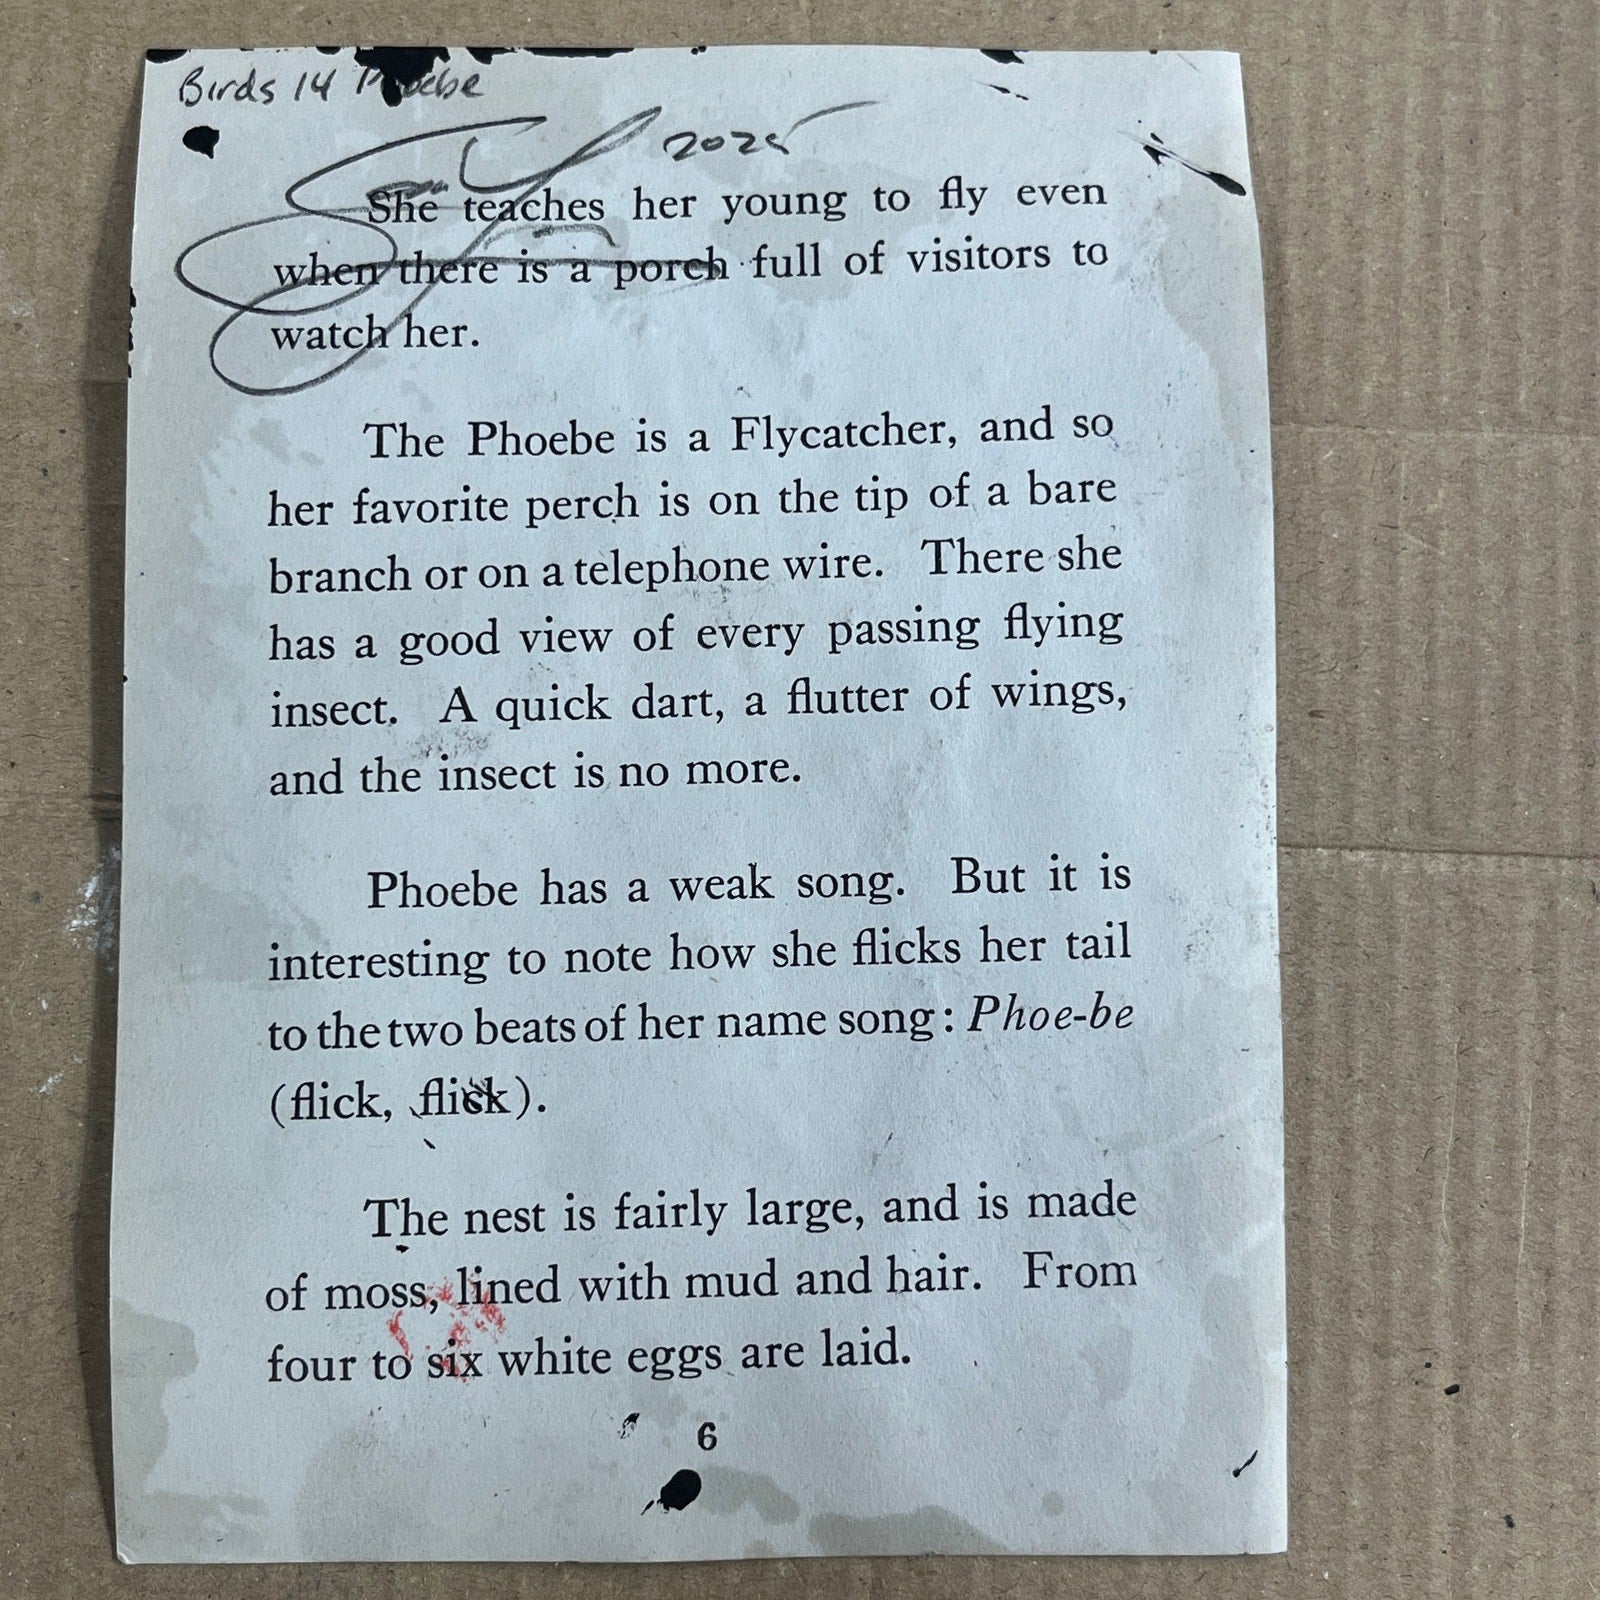 Birds 14 Phoebe
2025
She teaches her young to fly even
when there is a porch full of visitors to
watch her.
The Phoebe is a Flycatcher, and so
her favorite perch is on the tip of a bare
branch or on a telephone wire. There she
has a good view of every passing flying
insect. A quick dart, a flutter of wings,
and the insect is no more.
Phoebe has a weak song. But it is
interesting to note how she flicks her tail
to the two beats of her name song: Phoe-be
(flick, flick).
The nest is fairly large, and is made
of moss, lined with mud and hair. From
four to six white eggs are laid.
6